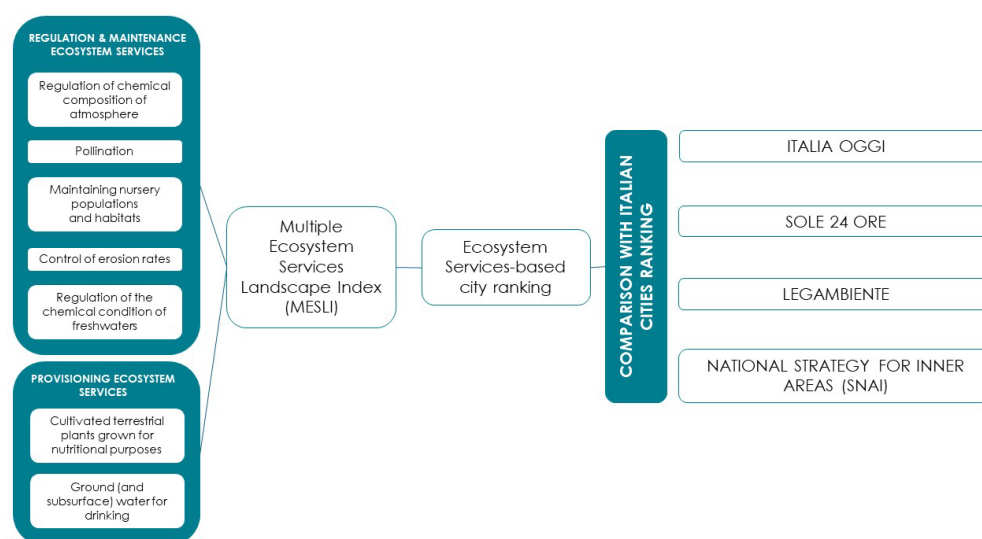 REGULATION & MAINTENANCE
ECOSYSTEM SERVICES
Regulation of chemical
composition of
atmosphere
Pollination
Maintaining nursery
populations
and habitats
Control of erosion rates
Regulation of the
chemical condition of
freshwaters
PROVISIONING ECOSYSTEM
SERVICES
Cultivated terrestrial
plants grown for
nutritional purposes
Ground (and
subsurface) water for
drinking
Multiple
Ecosystem
Services
Landscape Index
(MESLI)
Ecosystem
Services-based
city ranking
COMPARISON WITH ITALIAN
CITIES RANKING
ITALIA OGGI
SOLE 24 ORE
LEGAMBIENTE
NATIONAL STRATEGY FOR INNER
AREAS (SNAI)